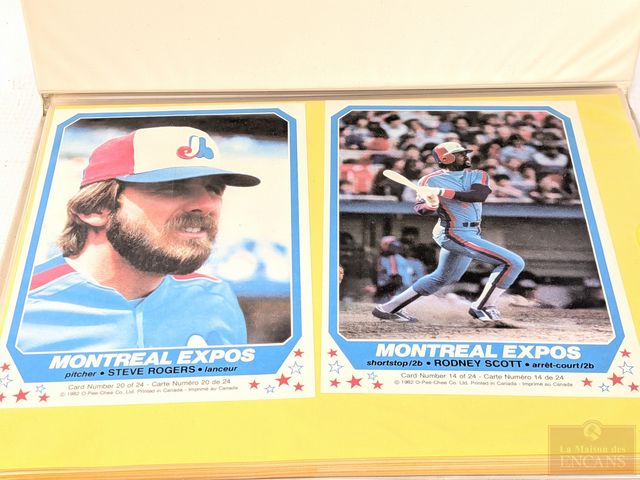 MONTREAL EXPOS
pitcher • STEVE ROGERS • lanceur
Card Number 20 of 24 - Carte Numéro 20 de 24
© 1982 O-Pee-Chee Co. Ltd. Printed in Canada - Imprimé au Canada
MONTREAL EXPOS
shortstop/2b • RODNEY SCOTT • arrêt-court/2b
Card Number 14 of 24 - Carte Numéro 14 de 24
© 1982 O-Pee-Chee Co. Ltd. Printed in Canada - Imprimé au Canada
La Maison des
ENCANS